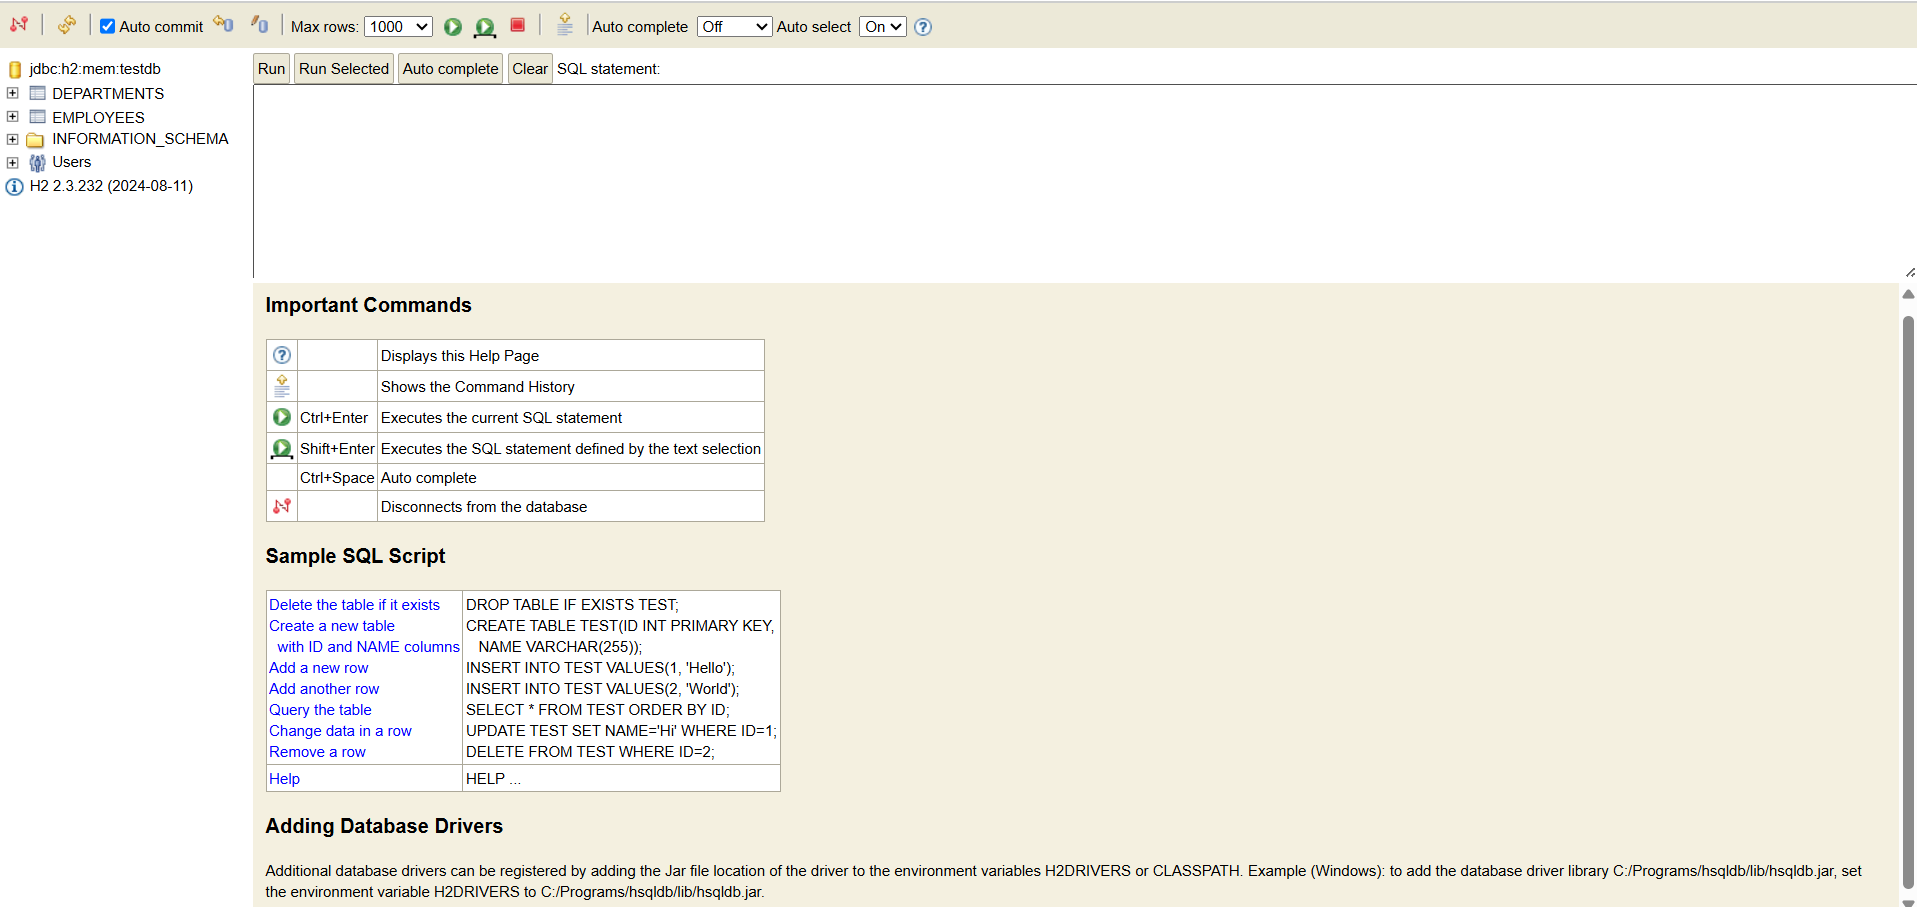 Auto commit Max rows: 1000 Auto complete Off Auto select On
jdbc:h2:mem:testdb
DEPARTMENTS
EMPLOYEES
INFORMATION_SCHEMA
Users
H2 2.3.232 (2024-08-11)
Run Run Selected Auto complete Clear SQL statement:
Important Commands
Displays this Help Page
Shows the Command History
Ctrl+Enter Executes the current SQL statement
Shift+Enter Executes the SQL statement defined by the text selection
Ctrl+Space Auto complete
Disconnects from the database
Sample SQL Script
Delete the table if it exists DROP TABLE IF EXISTS TEST;
Create a new table CREATE TABLE TEST(ID INT PRIMARY KEY,
with ID and NAME columns NAME VARCHAR(255));
Add a new row INSERT INTO TEST VALUES(1, 'Hello');
Add another row INSERT INTO TEST VALUES(2, 'World');
Query the table SELECT * FROM TEST ORDER BY ID;
Change data in a row UPDATE TEST SET NAME='Hi' WHERE ID=1;
Remove a row DELETE FROM TEST WHERE ID=2;
Help HELP ...
Adding Database Drivers
Additional database drivers can be registered by adding the Jar file location of the driver to the environment variables H2DRIVERS or CLASSPATH. Example (Windows): to add the database driver library C:/Programs/hsqldb/lib/hsqldb.jar, set
the environment variable H2DRIVERS to C:/Programs/hsqldb/lib/hsqldb.jar.